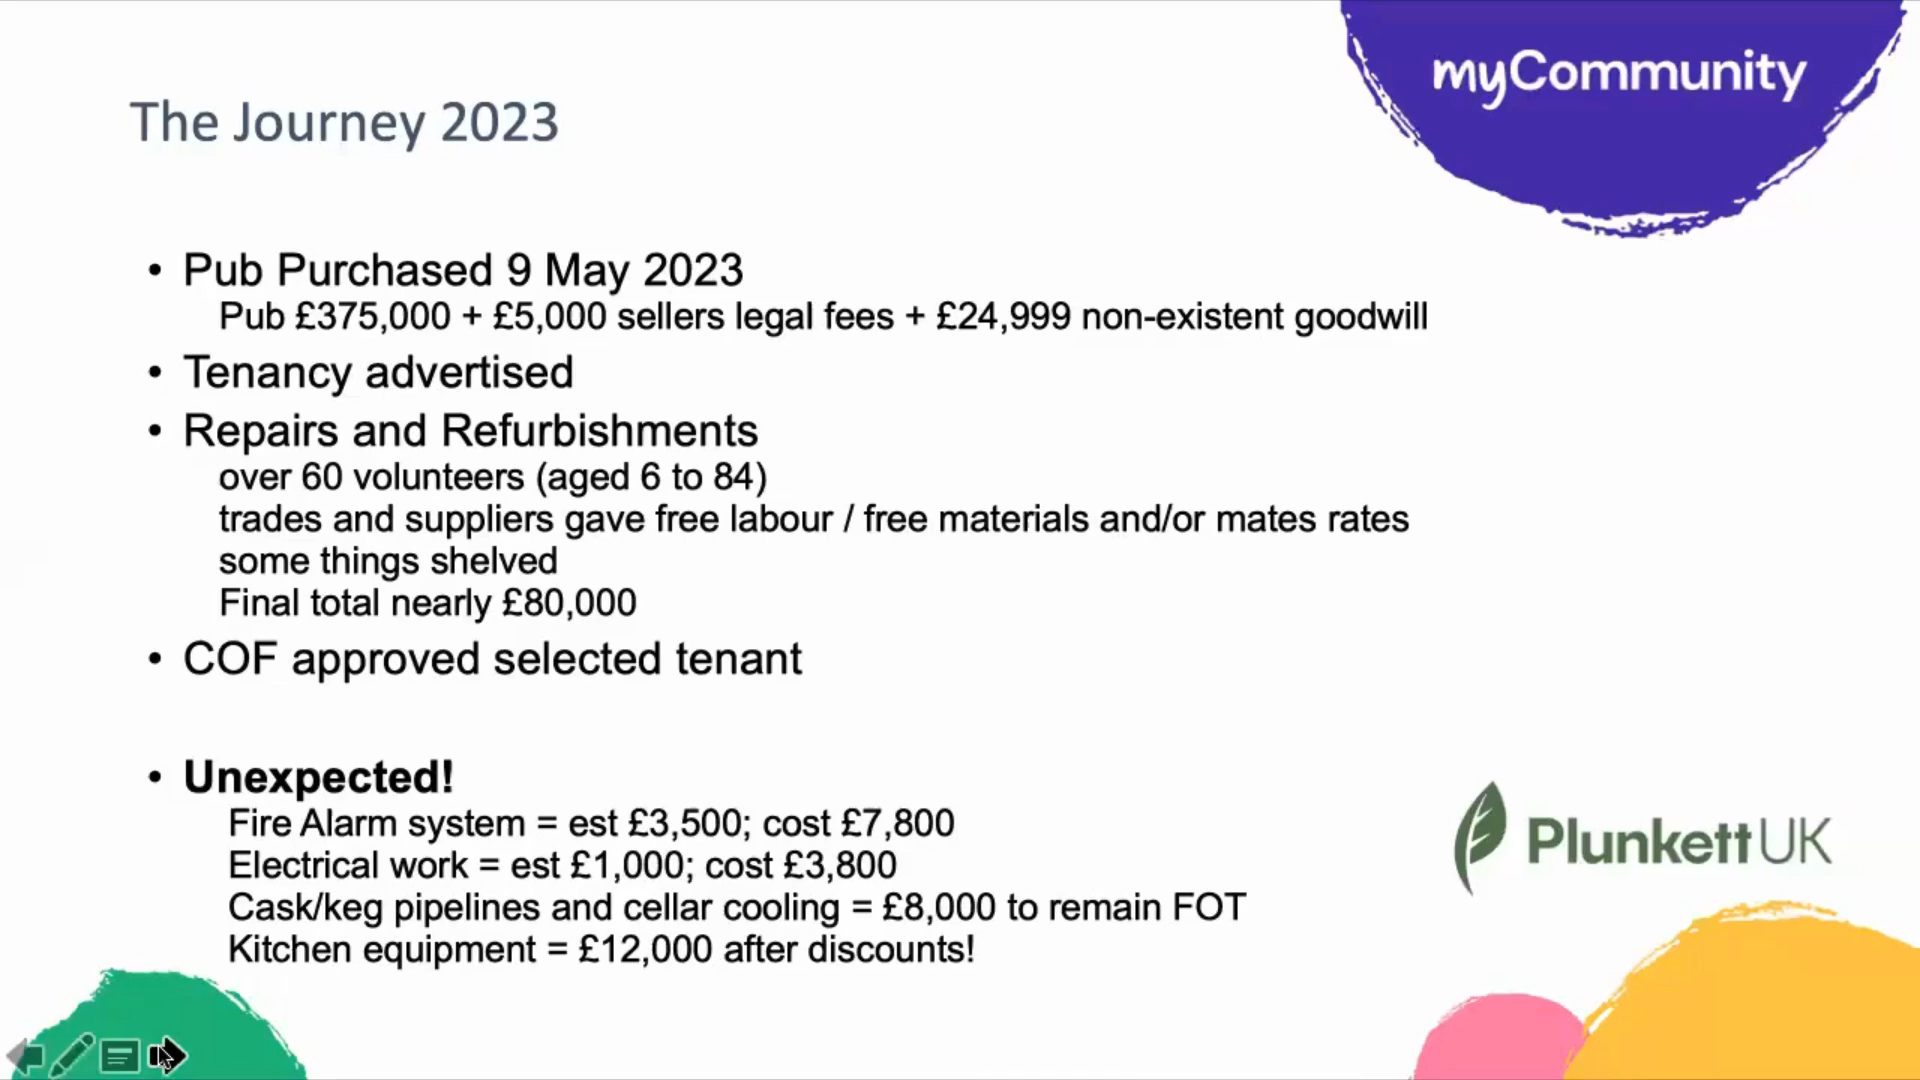 myCommunity
The Journey 2023
• Pub Purchased 9 May 2023
Pub £375,000 + £5,000 sellers legal fees + £24,999 non-existent goodwill
• Tenancy advertised
• Repairs and Refurbishments
over 60 volunteers (aged 6 to 84)
trades and suppliers gave free labour / free materials and/or mates rates
some things shelved
Final total nearly £80,000
• COF approved selected tenant
• Unexpected!
Fire Alarm system = est £3,500; cost £7,800
Electrical work = est £1,000; cost £3,800
Cask/keg pipelines and cellar cooling = £8,000 to remain FOT
Kitchen equipment = £12,000 after discounts!
Plunkett UK